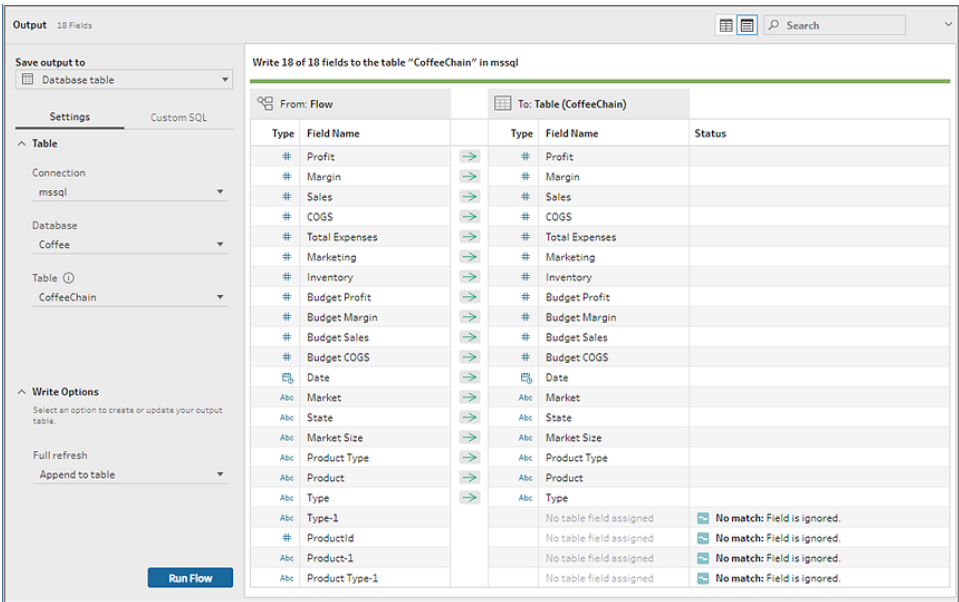 Output 18 Fields
Search
Save output to
Database table
Settings Custom SQL
Table
Connection
mssql
Database
Coffee
Table
CoffeeChain
Write Options
Select an option to create or update your output
table.
Full refresh
Append to table
Run Flow
Write 18 of 18 fields to the table "CoffeeChain" in mssql
From: Flow To: Table (CoffeeChain)
Type Field Name Type Field Name Status
# Profit # Profit
# Margin # Margin
# Sales # Sales
# COGS # COGS
# Total Expenses # Total Expenses
# Marketing # Marketing
# Inventory # Inventory
# Budget Profit # Budget Profit
# Budget Margin # Budget Margin
# Budget Sales # Budget Sales
# Budget COGS # Budget COGS
Date Date
Abc Market Abc Market
Abc State Abc State
Abc Market Size Abc Market Size
Abc Product Type Abc Product Type
Abc Product Abc Product
Abc Type Abc Type
Abc Type-1 No table field assigned No match: Field is ignored.
# ProductId No table field assigned No match: Field is ignored.
Abc Product-1 No table field assigned No match: Field is ignored.
Abc Product Type-1 No table field assigned No match: Field is ignored.